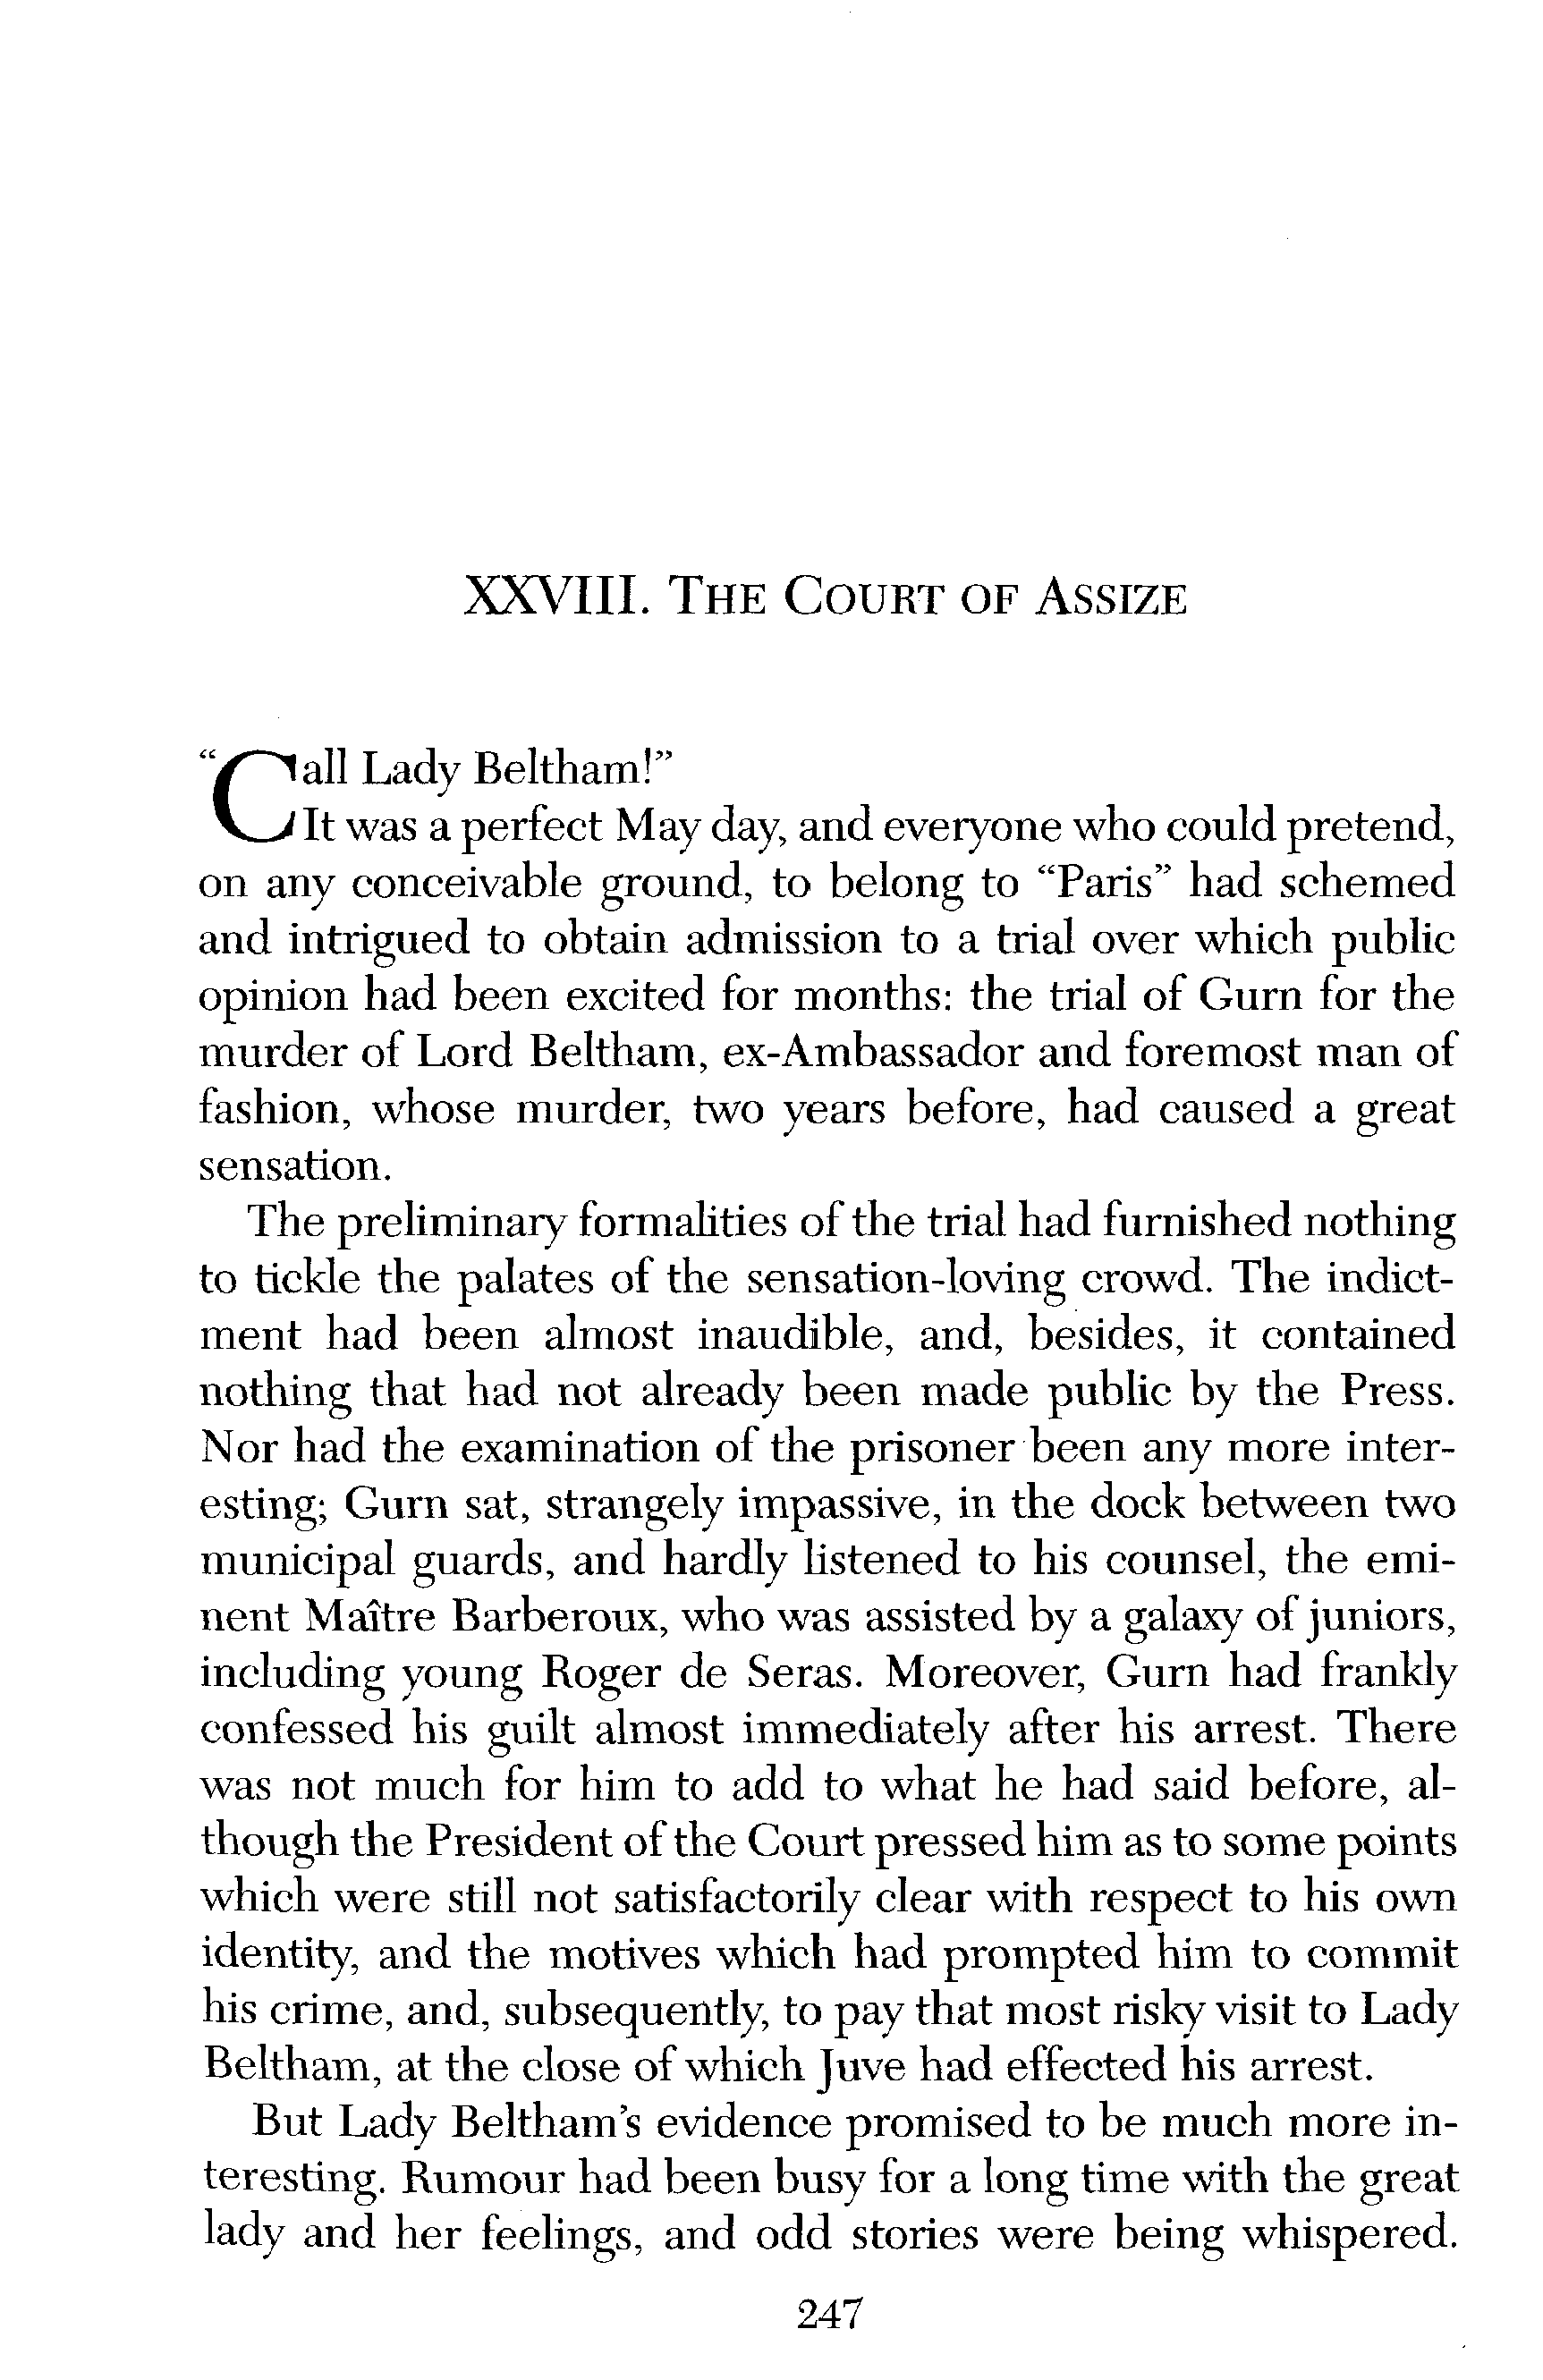 XXVIII. THE COURT OF ASSIZE
“Call Lady Beltham!”
It was a perfect May day, and everyone who could pretend,
on any conceivable ground, to belong to “Paris” had schemed
and intrigued to obtain admission to a trial over which public
opinion had been excited for months: the trial of Gurn for the
murder of Lord Beltham, ex-Ambassador and foremost man of
fashion, whose murder, two years before, had caused a great
sensation.
The preliminary formalities of the trial had furnished nothing
to tickle the palates of the sensation-loving crowd. The indict-
ment had been almost inaudible, and, besides, it contained
nothing that had not already been made public by the Press.
Nor had the examination of the prisoner been any more inter-
esting; Gurn sat, strangely impassive, in the dock between two
municipal guards, and hardly listened to his counsel, the emi-
nent Maître Barberoux, who was assisted by a galaxy of juniors,
including young Roger de Seras. Moreover, Gurn had frankly
confessed his guilt almost immediately after his arrest. There
was not much for him to add to what he had said before, al-
though the President of the Court pressed him as to some points
which were still not satisfactorily clear with respect to his own
identity, and the motives which had prompted him to commit
his crime, and, subsequently, to pay that most risky visit to Lady
Beltham, at the close of which Juve had effected his arrest.
But Lady Beltham’s evidence promised to be much more in-
teresting. Rumour had been busy for a long time with the great
lady and her feelings, and odd stories were being whispered.
247